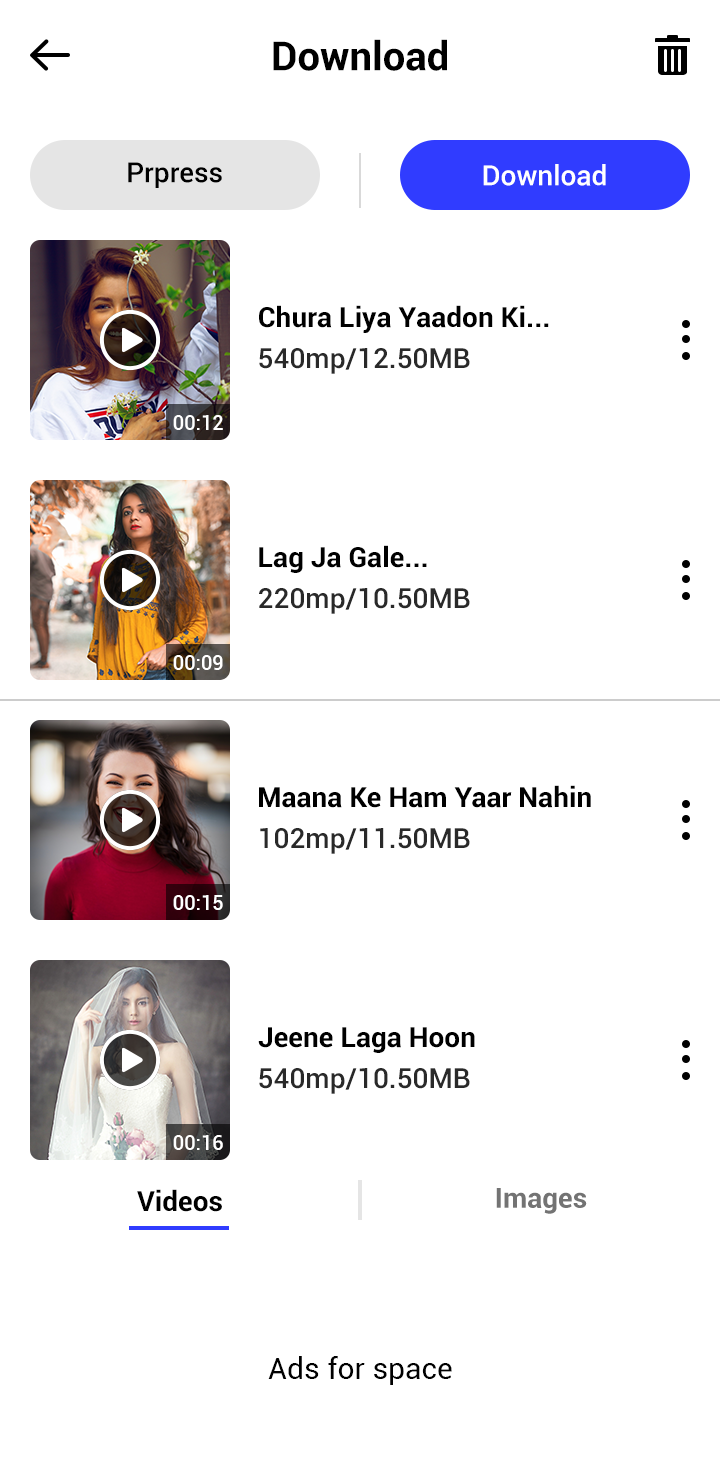 Download
Prpress
Download
Chura Liya Yaadon Ki...
540mp/12.50MB
00:12
Lag Ja Gale...
220mp/10.50MB
00:09
Maana Ke Ham Yaar Nahin
102mp/11.50MB
00:15
Jeene Laga Hoon
540mp/10.50MB
00:16
Videos
Images
Ads for space